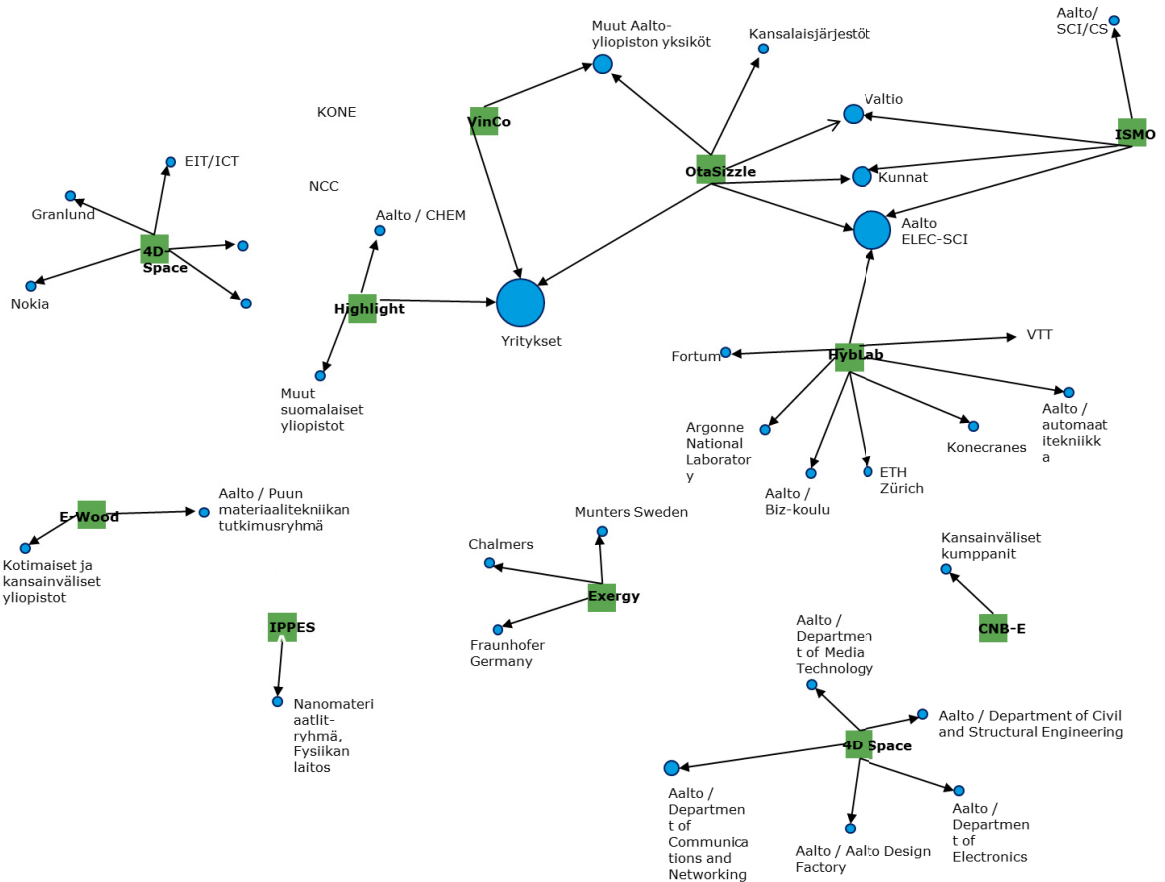 Aalto/
SCI/CS
Muut Aalto-
yliopiston yksiköt
Kansalaisjärjestöt
Valtio
KONE
VinCo
ISMO
EIT/ICT
OtaSizzle
Kunnat
NCC
Granlund
Aalto / CHEM
Aalto
ELEC-SCI
4D-
Space
Nokia
Highlight
Yritykset
VTT
Fortum
HybLab
Muut
suomalaiset
yliopistot
Argonne
National
Laborator
y
Konecranes
Aalto /
automaat
itekniikk
a
Aalto /
Biz-koulu
ETH
Zürich
E-Wood
Aalto / Puun
materiaalitekniikan
tutkimusryhmä
Kotimaiset ja
kansainväliset
yliopistot
Munters Sweden
Chalmers
Exergy
Fraunhofer
Germany
Kansainväliset
kumppanit
CNB-E
IPPES
Nanomateri
aatlit-
ryhmä,
Fysiikan
laitos
Aalto /
Departmen
t of Media
Technology
Aalto / Department of Civil
and Structural Engineering
4D Space
Aalto /
Departmen
t of
Communica
tions and
Networking
Aalto / Aalto Design
Factory
Aalto /
Departmen
t of
Electronics